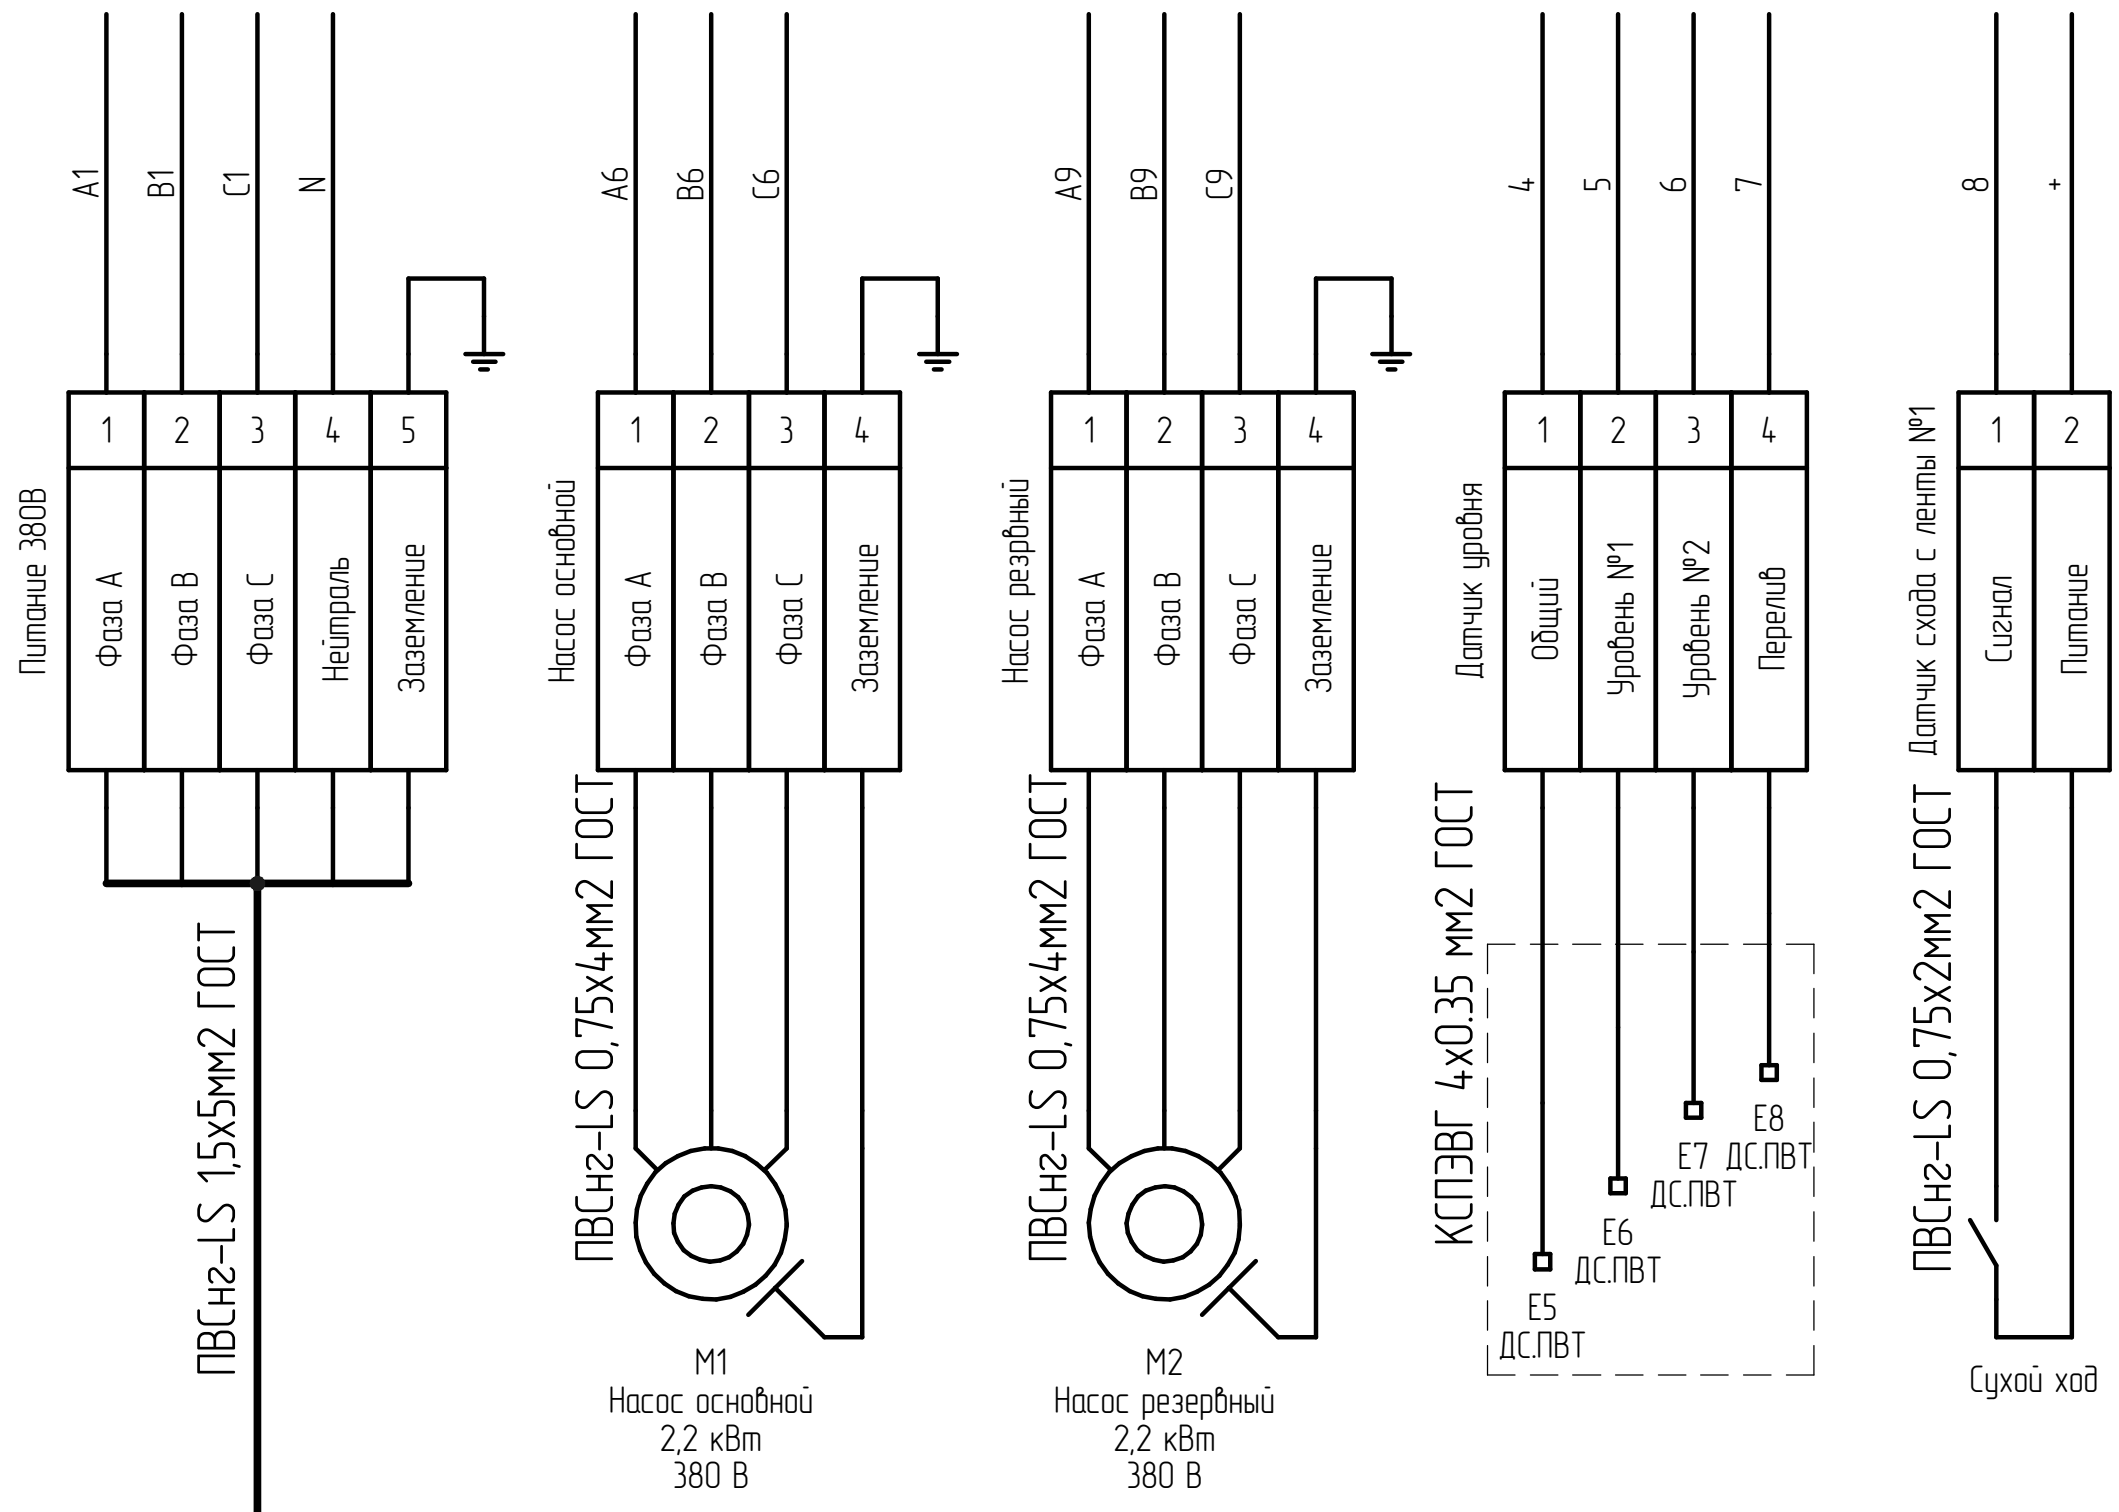 A1
B1
C1
N
Питание 380В
1
2
3
4
5
Фаза A
Фаза B
Фаза C
Нейтраль
Заземление
ПВСнг-LS 1,5х5мм2 ГОСТ
A6
B6
C6
Насос основной
1
2
3
4
Фаза A
Фаза B
Фаза C
Заземление
ПВСнг-LS 0,75х4мм2 ГОСТ
М1
Насос основной
2,2 кВт
380 В
A9
B9
C9
Насос резрвный
1
2
3
4
Фаза A
Фаза B
Фаза C
Заземление
ПВСнг-LS 0,75х4мм2 ГОСТ
М2
Насос резервный
2,2 кВт
380 В
4
5
6
7
Датчик уровня
1
2
3
4
Общий
Уровень №1
Уровень №2
Перелив
КСПЭВГ 4х0.35 мм2 ГОСТ
E8
ДС.ПВТ
E7
ДС.ПВТ
E6
ДС.ПВТ
E5
ДС.ПВТ
8
+
Датчик схода с ленты №1
1
2
Сигнал
Питание
ПВСнг-LS 0,75х2мм2 ГОСТ
Сухой ход